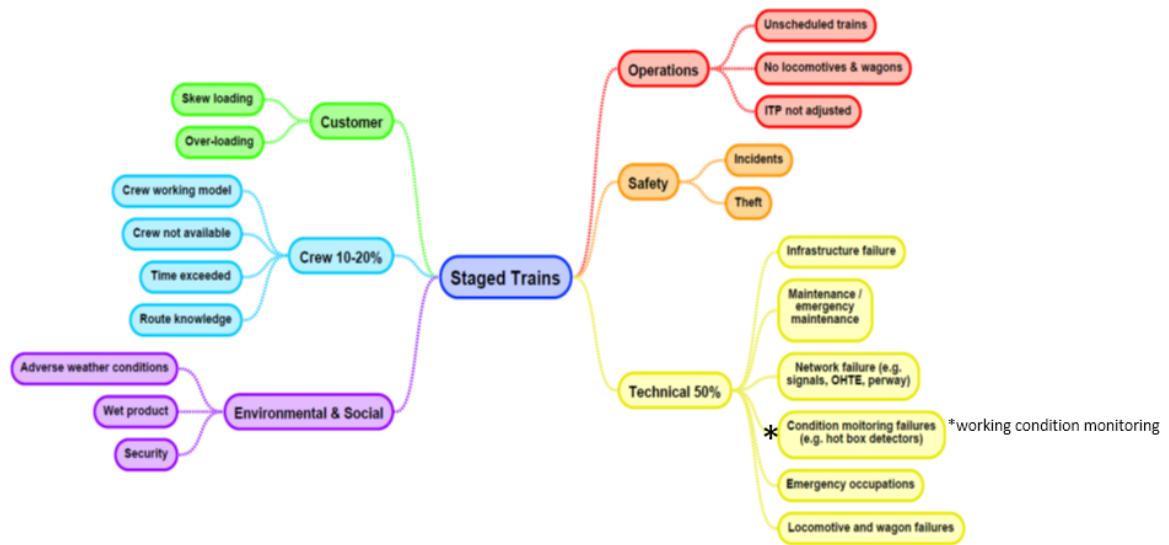 Staged Trains
Customer
Skew loading
Over-loading
Crew 10-20%
Crew working model
Crew not available
Time exceeded
Route knowledge
Environmental & Social
Adverse weather conditions
Wet product
Security
Operations
Unscheduled trains
No locomotives & wagons
ITP not adjusted
Safety
Incidents
Theft
Technical 50%
Infrastructure failure
Maintenance /
emergency
maintenance
Network failure (e.g.
signals, OHTE, perway)
*
Condition moitoring failures
(e.g. hot box detectors)
*working condition monitoring
Emergency occupations
Locomotive and wagon failures